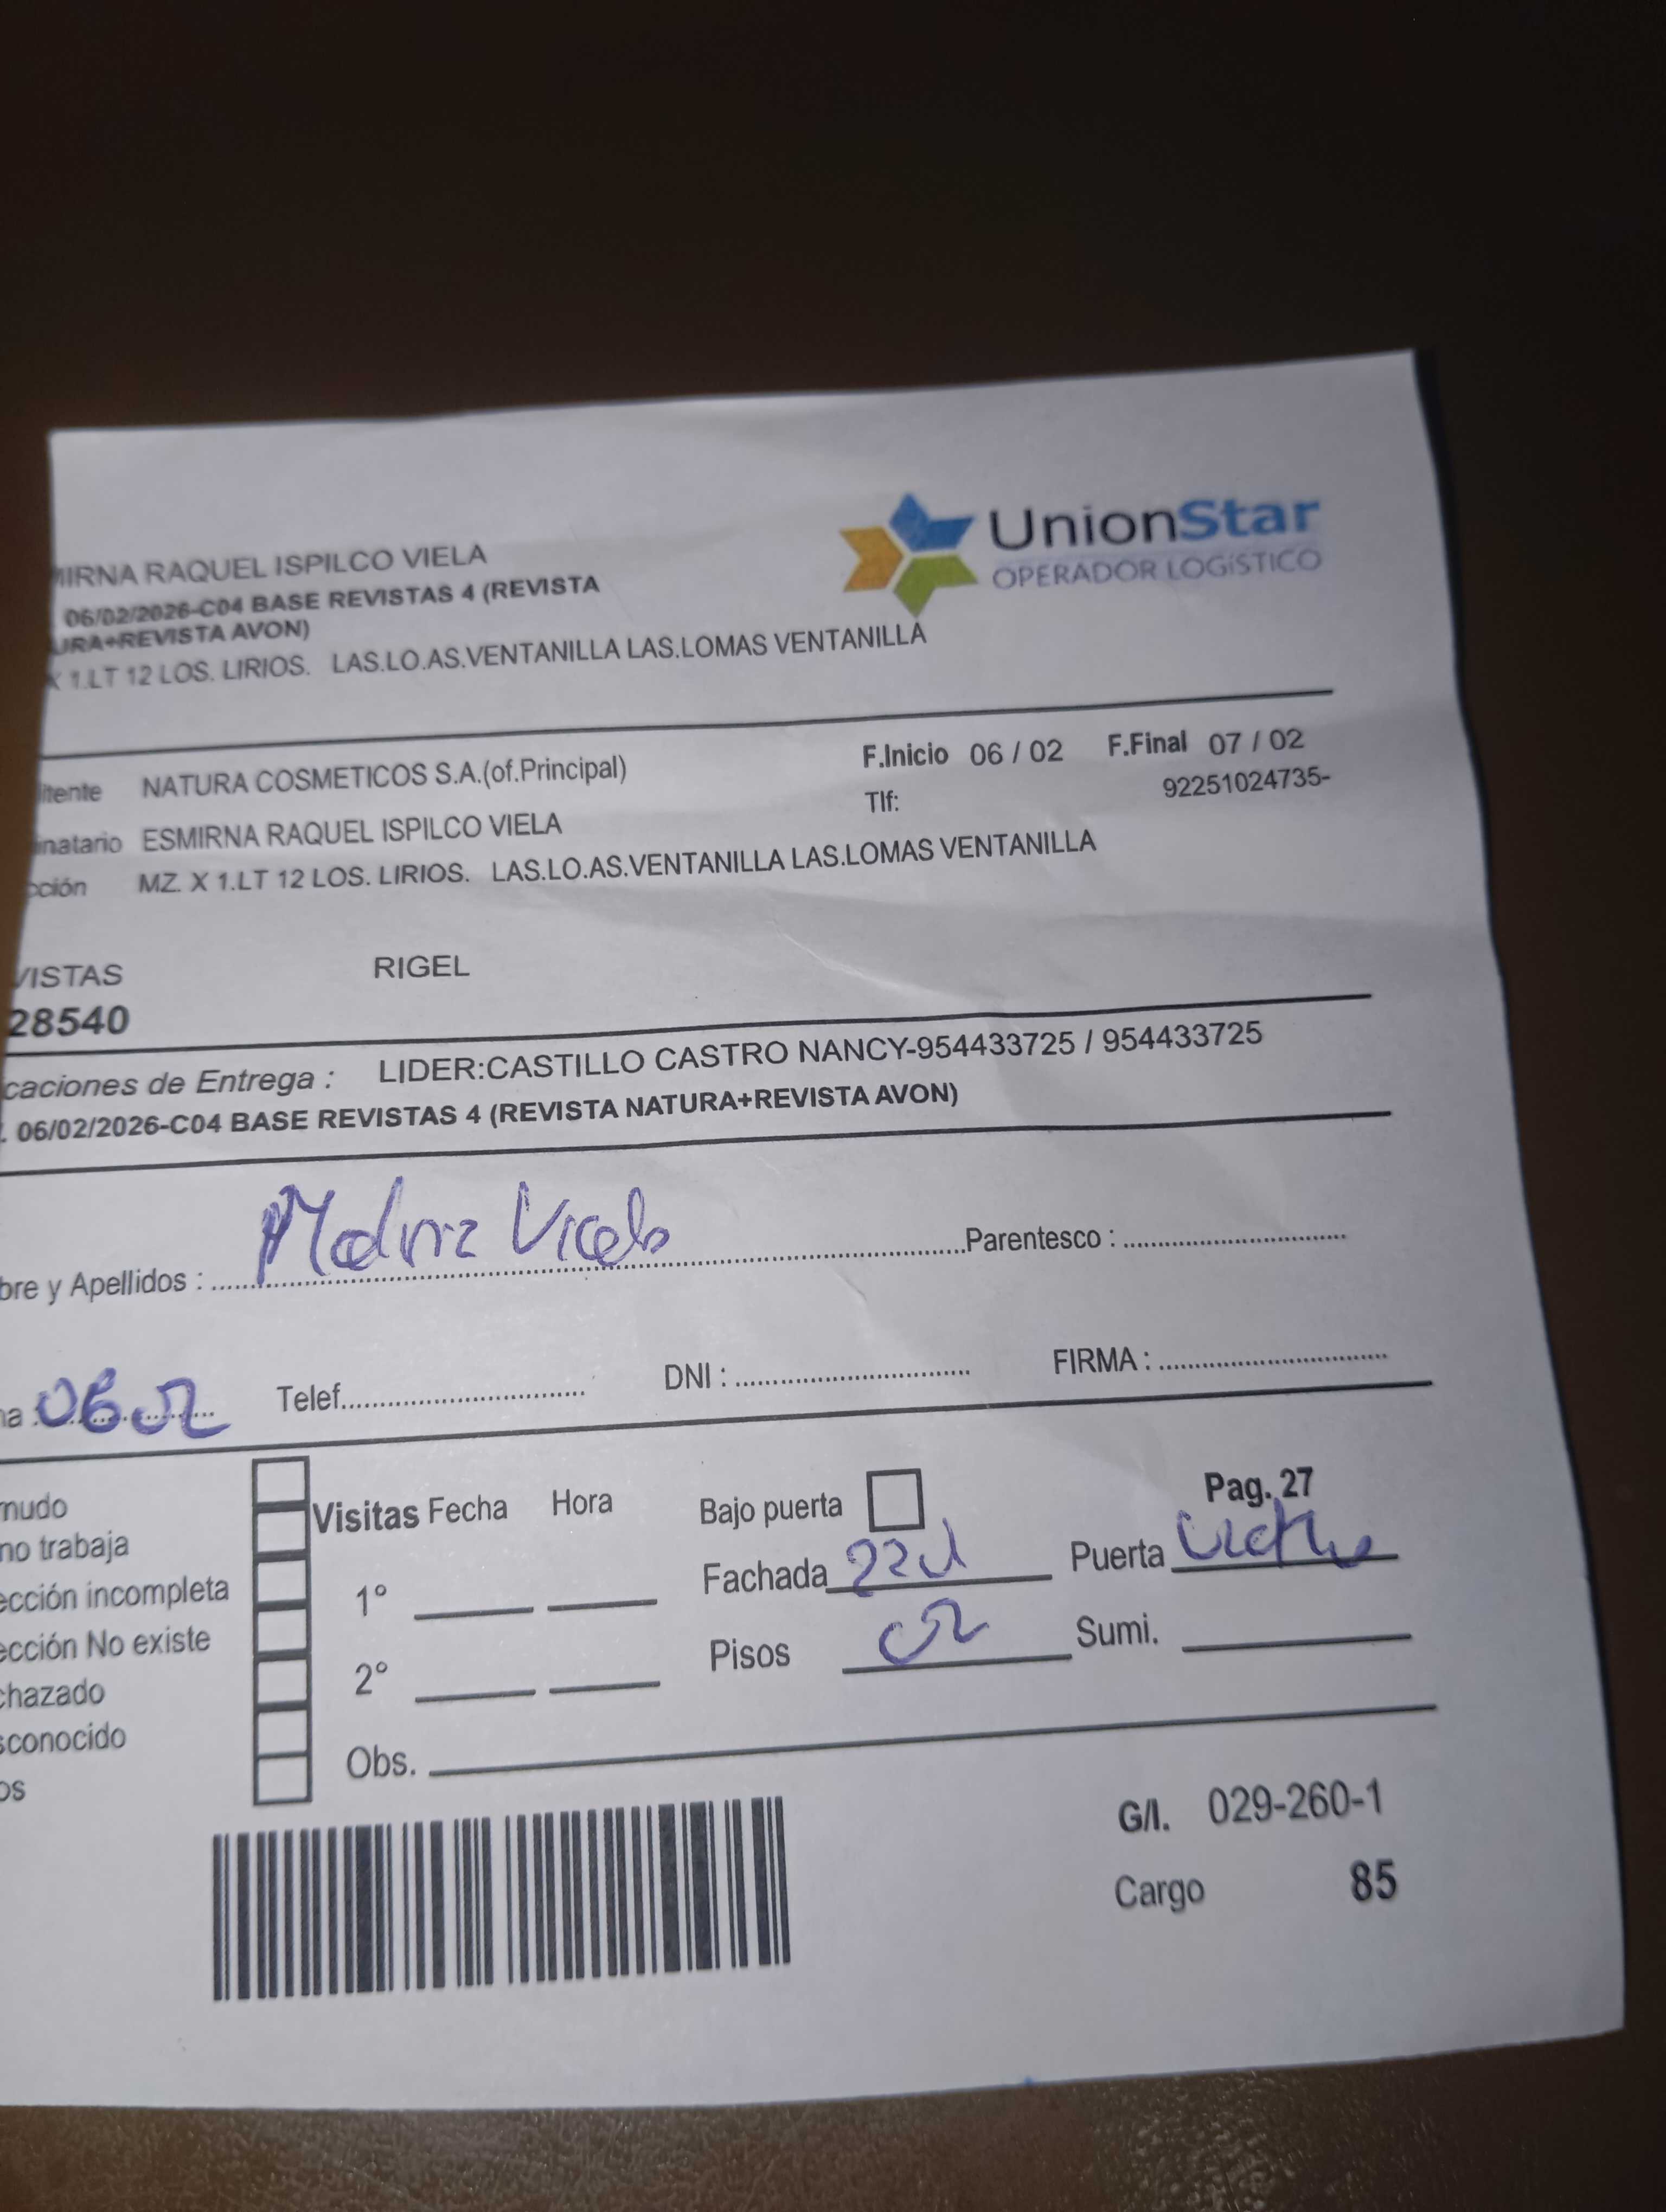 MIRNA RAQUEL ISPILCO VIELA
06/02/2026-C04 BASE REVISTAS 4 (REVISTA
URA+REVISTA AVON)
X 1.LT 12 LOS. LIRIOS. LAS.LO.AS.VENTANILLA LAS.LOMAS VENTANILLA
UnionStar
OPERADOR LOGÍSTICO
itente NATURA COSMETICOS S.A.(of.Principal) F.Inicio 06 / 02 F.Final 07 / 02
Tlf: 92251024735-
inatario ESMIRNA RAQUEL ISPILCO VIELA
cción MZ. X 1.LT 12 LOS. LIRIOS. LAS.LO.AS.VENTANILLA LAS.LOMAS VENTANILLA
VISTAS RIGEL
28540
caciones de Entrega : LIDER:CASTILLO CASTRO NANCY-954433725 / 954433725
. 06/02/2026-C04 BASE REVISTAS 4 (REVISTA NATURA+REVISTA AVON)
bre y Apellidos : Parentesco :
ha : 06 02 Telef. DNI : FIRMA :
mudo
no trabaja
ección incompleta
ección No existe
chazado
sconocido
os
Visitas Fecha Hora
1°
2°
Obs.
Bajo puerta Pag. 27
Fachada Puerta
Pisos 02 Sumi.
G/I. 029-260-1
Cargo 85